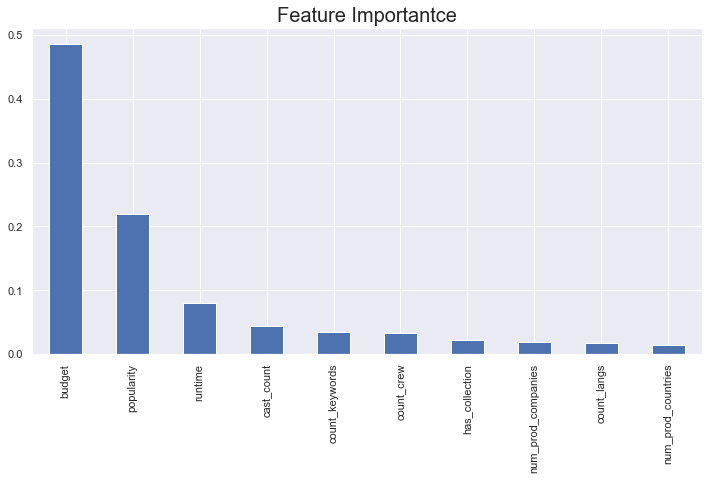 Feature Importantce
0.5
0.4
0.3
0.2
0.1
0.0
budget
popularity
runtime
cast_count
count_keywords
count_crew
has_collection
num_prod_companies
count_langs
num_prod_countries